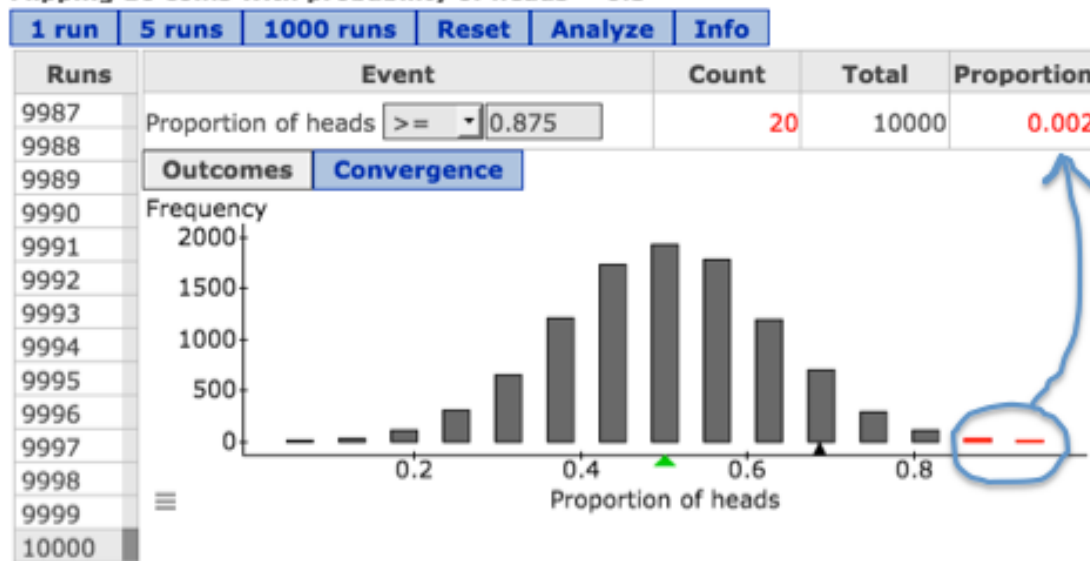 1 run 5 runs 1000 runs Reset Analyze Info
Runs Event Count Total Proportion
9987
Proportion of heads >= 0.875 20 10000 0.002
9988
9989
Outcomes Convergence
9990
Frequency
9991
9992
9993
9994
9995
9996
9997
9998
9999
10000
2000
1500
1000
500
0
0.2 0.4 0.6 0.8
Proportion of heads